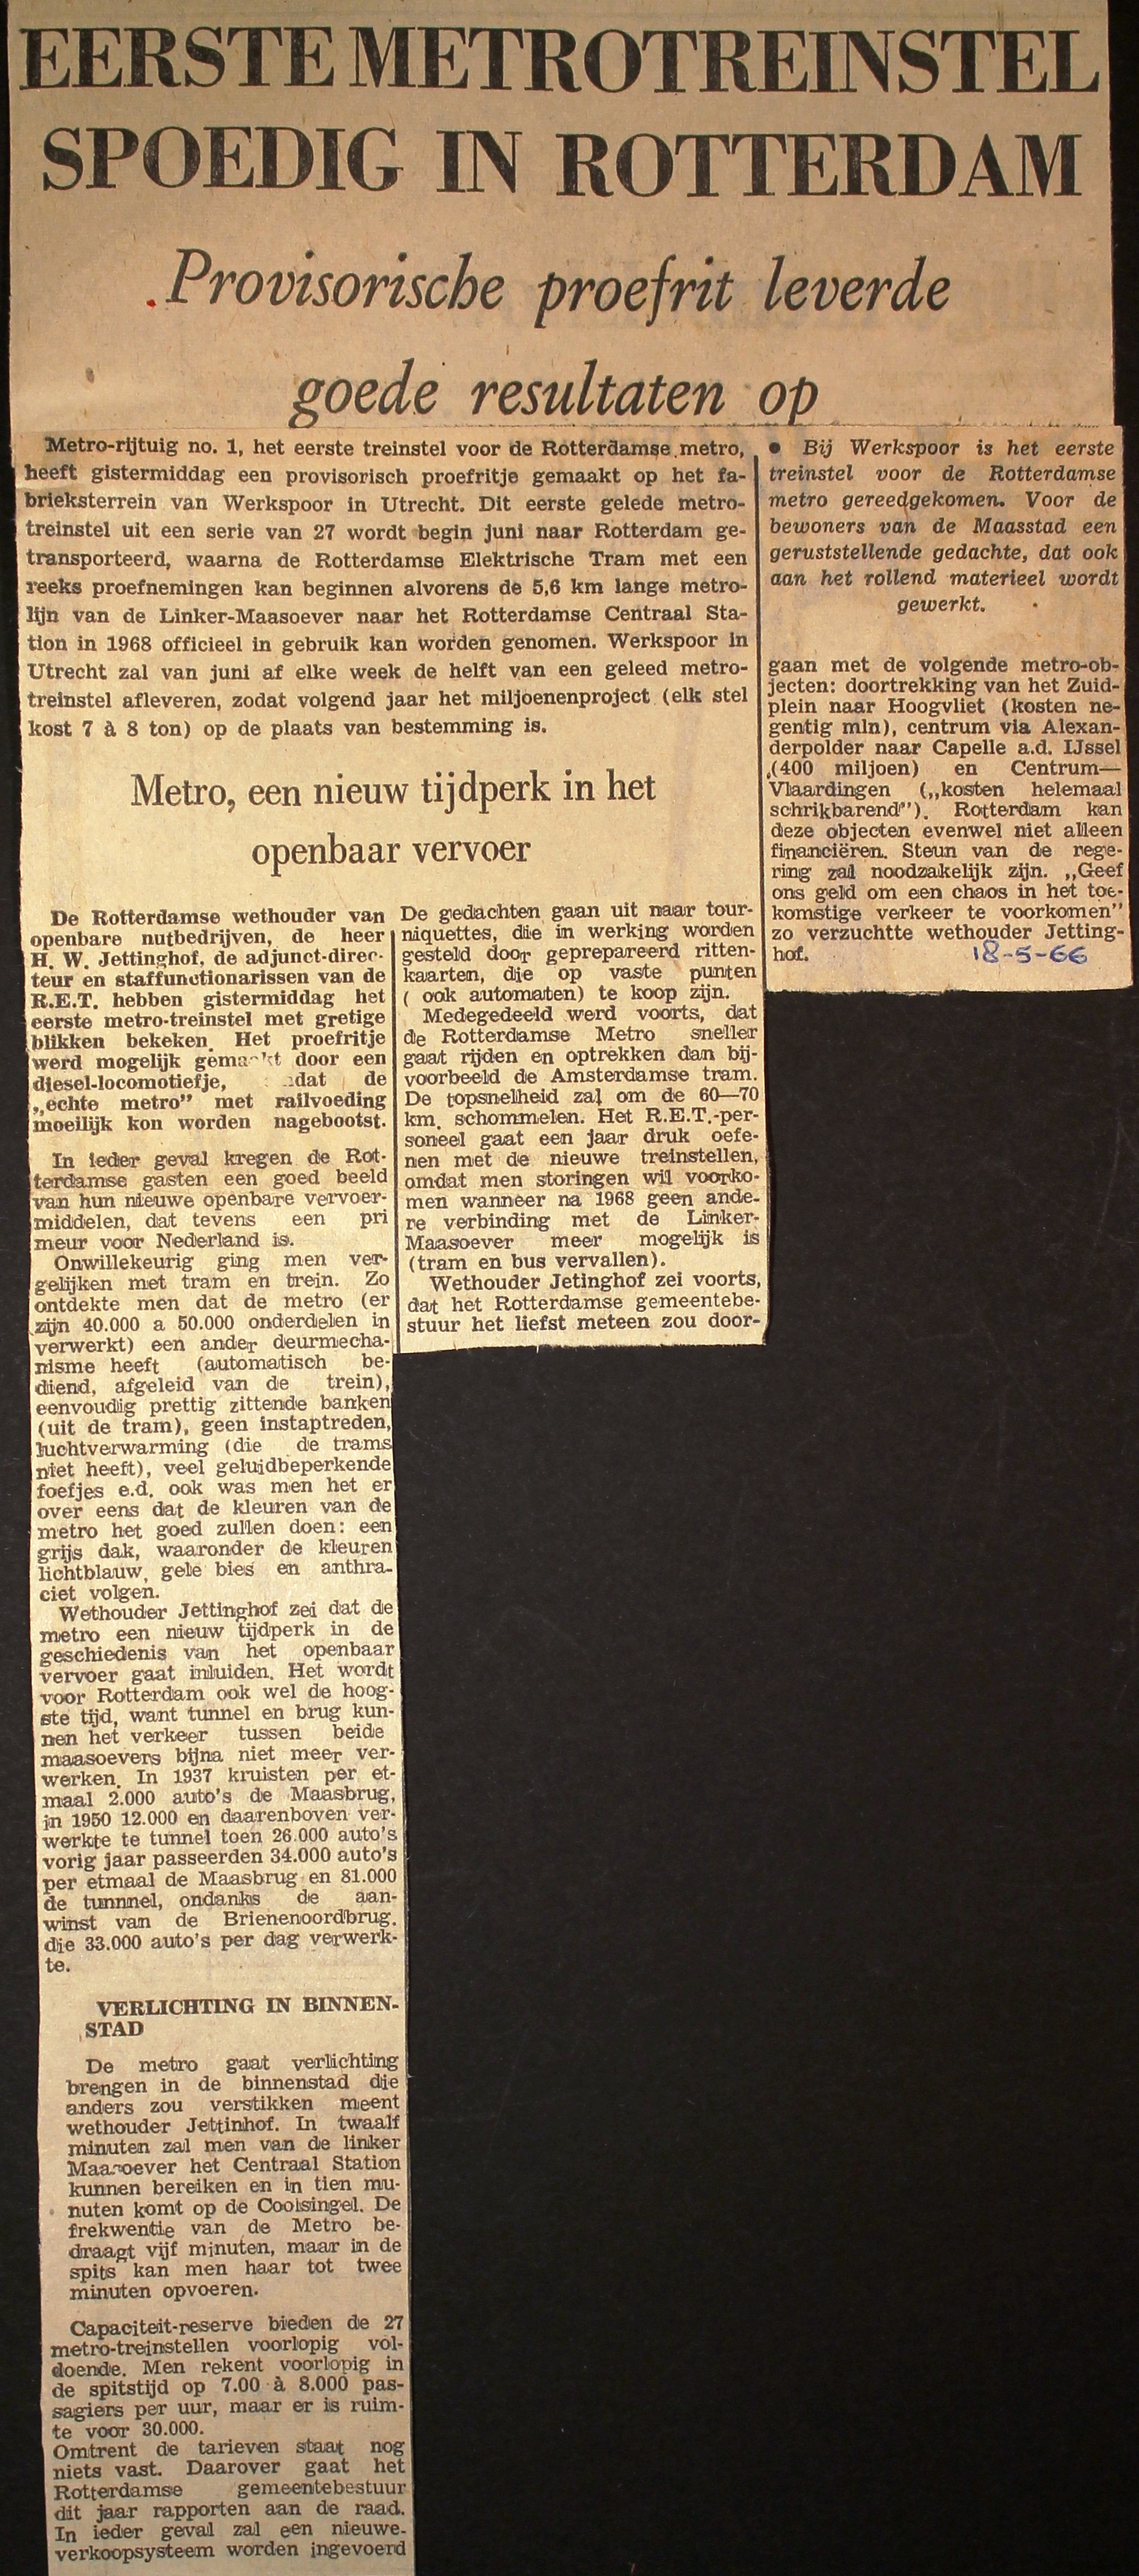 EERSTE METROTREINSTEL
SPOEDIG IN ROTTERDAM
Provisorische proefrit leverde
goede resultaten op
Metro-rijtuig no. 1, het eerste treinstel voor de Rotterdamse metro,
heeft gistermiddag een provisorisch proefritje gemaakt op het fa-
brieksterrein van Werkspoor in Utrecht. Dit eerste gelede metro-
treinstel uit een serie van 27 wordt begin juni naar Rotterdam ge-
transporteerd, waarna de Rotterdamse Elektrische Tram met een
reeks proefnemingen kan beginnen alvorens de 5,6 km lange metro-
lijn van de Linker-Maasoever naar het Rotterdamse Centraal Sta-
tion in 1968 officieel in gebruik kan worden genomen. Werkspoor in
Utrecht zal van juni af elke week de helft van een geleed metro-
treinstel afleveren, zodat volgend jaar het miljoenenproject (elk stel
kost 7 à 8 ton) op de plaats van bestemming is.
Metro, een nieuw tijdperk in het
openbaar vervoer
De Rotterdamse wethouder van
openbare nutbedrijven, de heer
H. W. Jettinghof, de adjunct-direc-
teur en staffunctionarissen van de
R.E.T. hebben gistermiddag het
eerste metro-treinstel met gretige
blikken bekeken. Het proefritje
werd mogelijk gemaakt door een
diesel-locomotiefje, dat de
„echte metro” met railvoeding
moeilijk kon worden nagebootst.
In ieder geval kregen de Rot-
terdamse gasten een goed beeld
van hun nieuwe openbare vervoer-
middelen, dat tevens een pri
meur voor Nederland is.
Onwillekeurig ging men ver-
gelijken met tram en trein. Zo
ontdekte men dat de metro (er
zijn 40.000 a 50.000 onderdelen in
verwerkt) een ander deurmecha-
nisme heeft (automatisch be-
diend, afgeleid van de trein),
eenvoudig prettig zittende banken
(uit de tram), geen instaptreden,
luchtverwarming (die de trams
niet heeft), veel geluidbeperkende
foefjes e.d. ook was men het er
over eens dat de kleuren van de
metro het goed zullen doen: een
grijs dak, waaronder de kleuren
lichtblauw, gele bies en anthra-
ciet volgen.
Wethouder Jettinghof zei dat de
metro een nieuw tijdperk in de
geschiedenis van het openbaar
vervoer gaat inluiden. Het wordt
voor Rotterdam ook wel de hoog-
ste tijd, want tunnel en brug kun-
nen het verkeer tussen beide
maasoevers bijna niet meer ver-
werken. In 1937 kruisten per et-
maal 2.000 auto's de Maasbrug,
in 1950 12.000 en daarenboven ver-
werkte te tunnel toen 26.000 auto's
vorig jaar passeerden 34.000 auto's
per etmaal de Maasbrug en 81.000
de tunnnel, ondanks de aan-
winst van de Brienenoordbrug.
die 33.000 auto's per dag verwerk-
te.
VERLICHTING IN BINNEN-
STAD
De metro gaat verlichting
brengen in de binnenstad die
anders zou verstikken meent
wethouder Jettinhof. In twaalf
minuten zal men van de linker
Maasoever het Centraal Station
kunnen bereiken en in tien mu-
nuten komt op de Coolsingel. De
frekwentie van de Metro be-
draagt vijf minuten, maar in de
spits kan men haar tot twee
minuten opvoeren.
Capaciteit-reserve bieden de 27
metro-treinstellen voorlopig vol-
doende. Men rekent voorlopig in
de spitstijd op 7.00 à 8.000 pas-
sagiers per uur, maar er is ruim-
te voor 30.000.
Omtrent de tarieven staat nog
niets vast. Daarover gaat het
Rotterdamse gemeentebestuur
dit jaar rapporten aan de raad.
In ieder geval zal een nieuwe-
verkoopsysteem worden ingevoerd
De gedachten gaan uit naar tour-
niquettes, die in werking worden
gesteld door geprepareerd ritten-
kaarten, die op vaste punten
( ook automaten) te koop zijn.
Medegedeeld werd voorts, dat
de Rotterdamse Metro sneller
gaat rijden en optrekken dan bij-
voorbeeld de Amsterdamse tram.
De topsnelheid zal om de 60—70
km. schommelen. Het R.E.T.-per-
soneel gaat een jaar druk oefe-
nen met de nieuwe treinstellen,
omdat men storingen wil voorko-
men wanneer na 1968 geen ande-
re verbinding met de Linker-
Maasoever meer mogelijk is
(tram en bus vervallen).
Wethouder Jetinghof zei voorts,
dat het Rotterdamse gemeentebe-
stuur het liefst meteen zou door-
• Bij Werkspoor is het eerste
treinstel voor de Rotterdamse
metro gereedgekomen. Voor de
bewoners van de Maasstad een
geruststellende gedachte, dat ook
aan het rollend materieel wordt
gewerkt.
gaan met de volgende metro-ob-
jecten: doortrekking van het Zuid-
plein naar Hoogvliet (kosten ne-
gentig mln), centrum via Alexan-
derpolder naar Capelle a.d. IJssel
(400 miljoen) en Centrum—
Vlaardingen („kosten helemaal
schrikbarend”). Rotterdam kan
deze objecten evenwel niet alleen
financiëren. Steun van de rege-
ring zal noodzakelijk zijn. „Geef
ons geld om een chaos in het toe-
komstige verkeer te voorkomen”
zo verzuchtte wethouder Jetting-
hof.
18-5-66